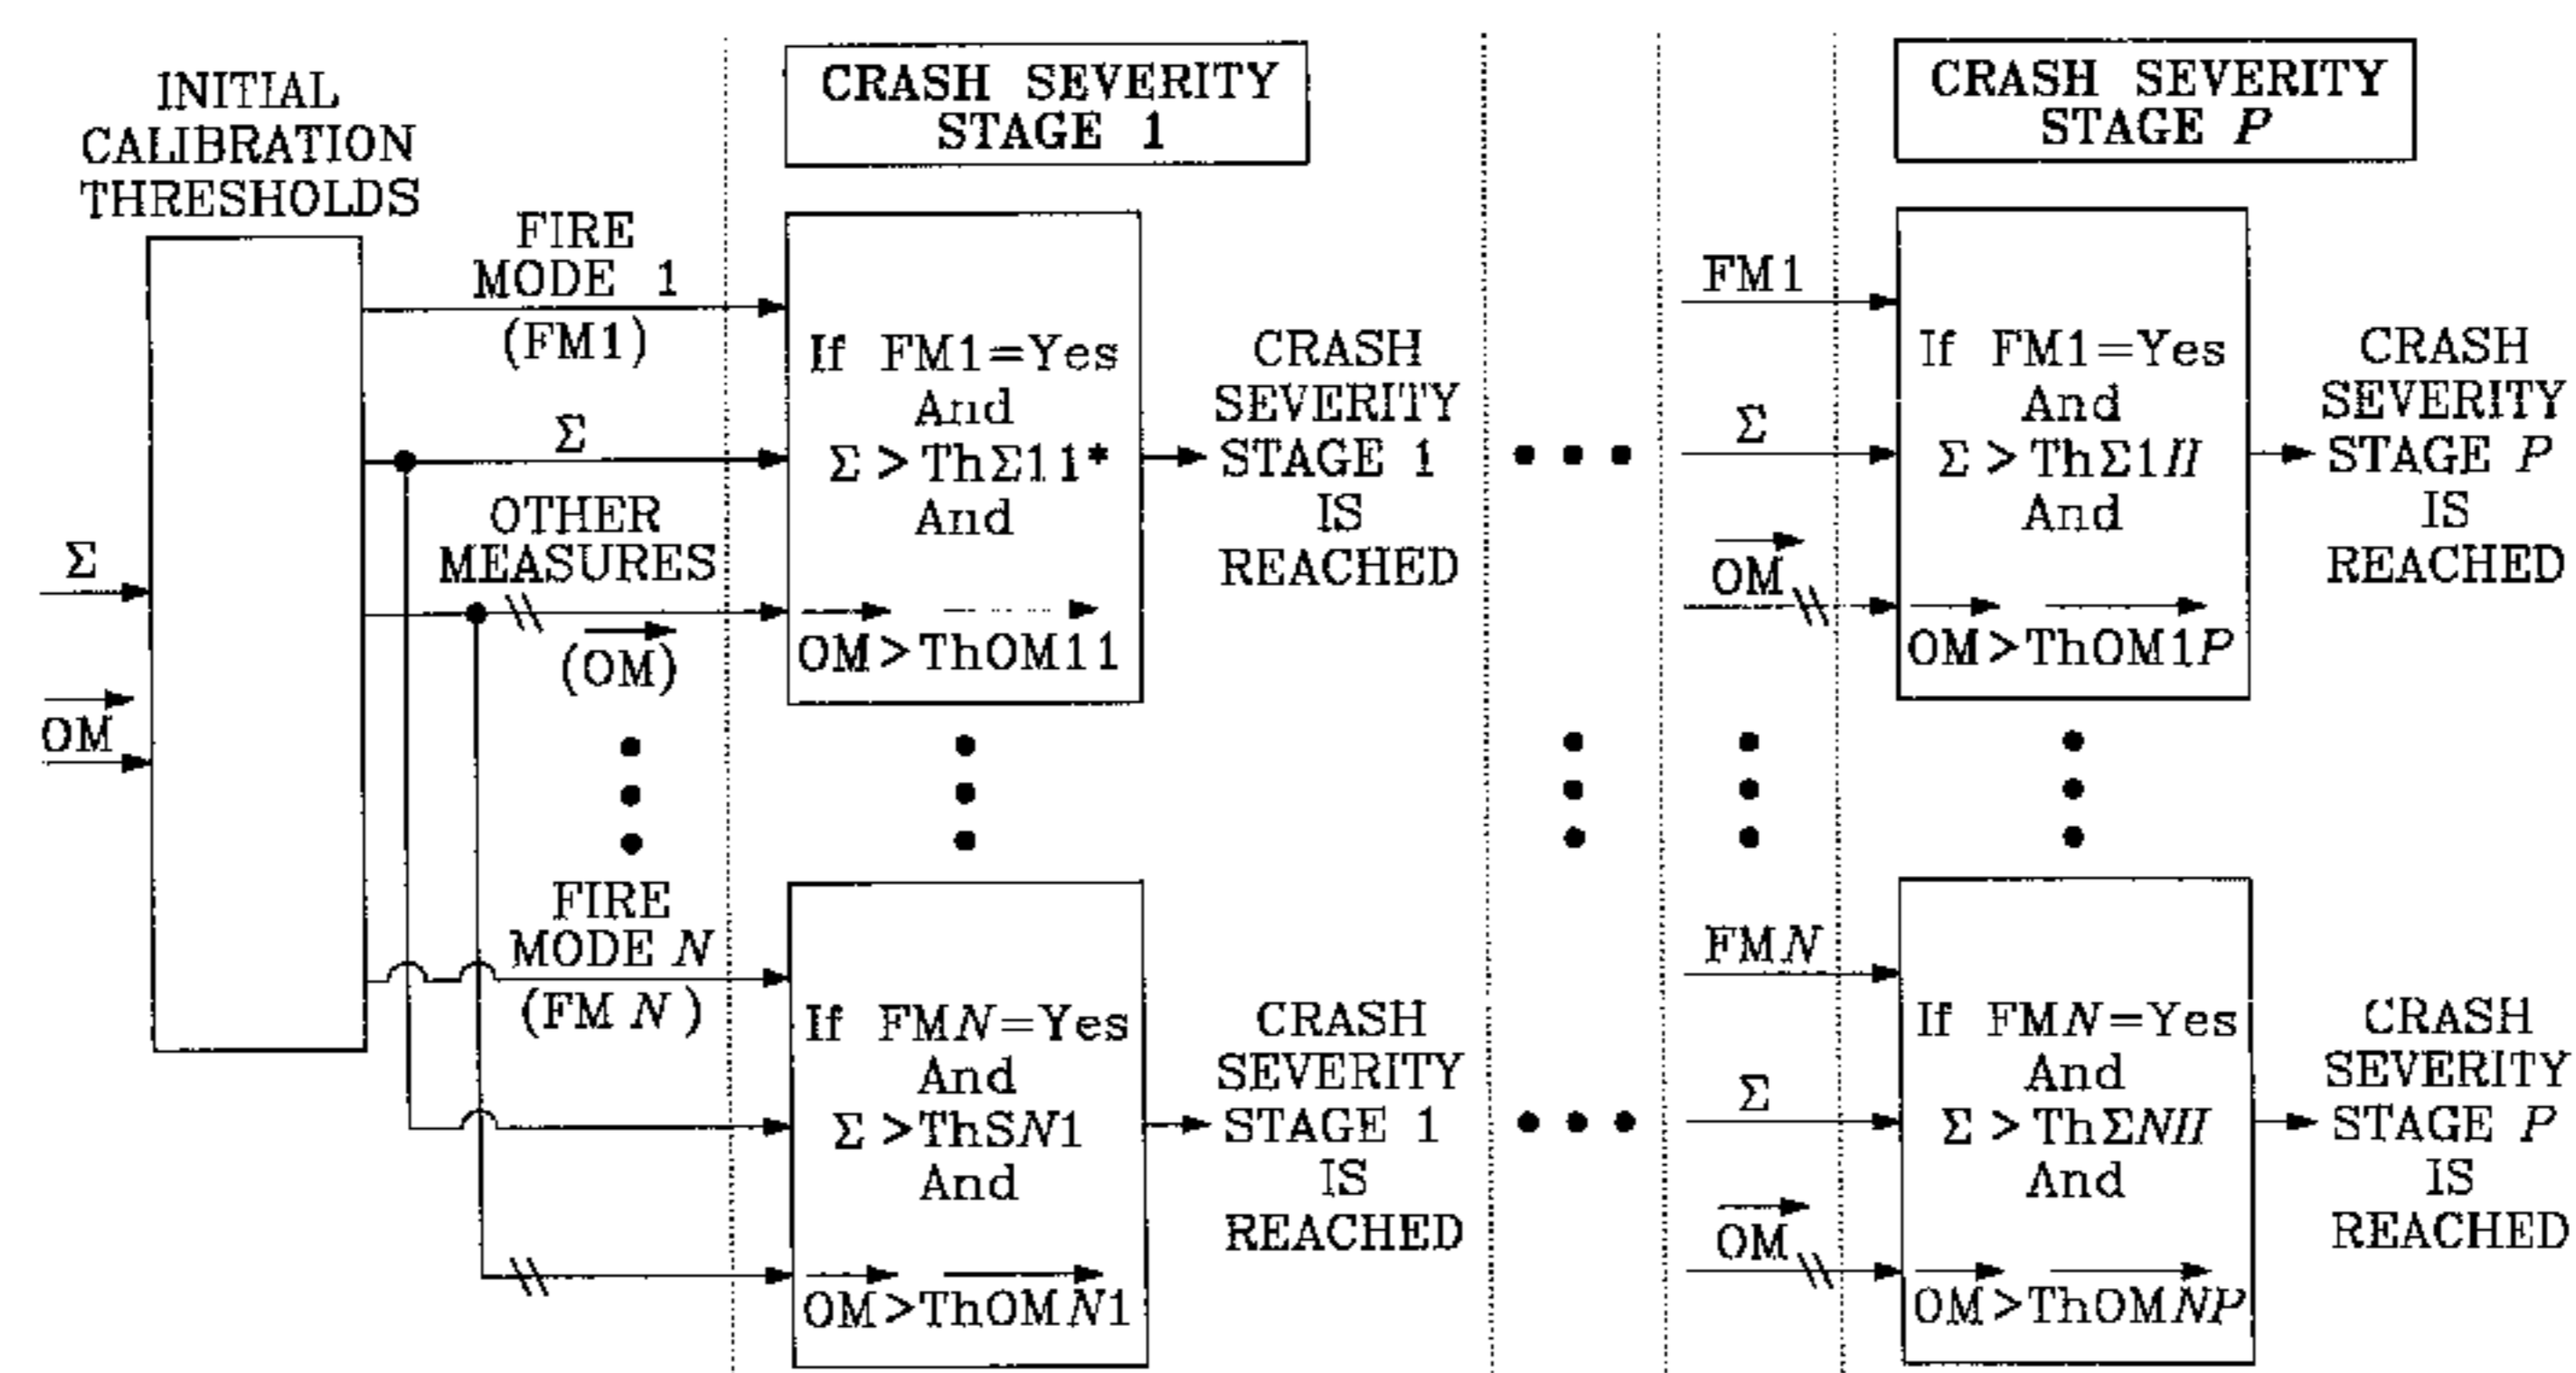 INITIAL
CALIBRATION
THRESHOLDS
Σ
OM
FIRE
MODE 1
(FM1)
Σ
OTHER
MEASURES
(OM)
FIRE
MODE N
(FM N)
CRASH SEVERITY
STAGE 1
If FM1=Yes
And
Σ > ThΣ11*
And
OM>ThOM11
CRASH
SEVERITY
STAGE 1
IS
REACHED
If FMN=Yes
And
Σ >ThSN1
And
OM>ThOMN1
CRASH
SEVERITY
STAGE 1
IS
REACHED
CRASH SEVERITY
STAGE P
FM1
Σ
OM
If FM1=Yes
And
Σ > ThΣ1II
And
OM>ThOM1P
CRASH
SEVERITY
STAGE P
IS
REACHED
FMN
Σ
OM
If FMN=Yes
And
Σ > ThΣNII
And
OM>ThOMNP
CRASH
SEVERITY
STAGE P
IS
REACHED